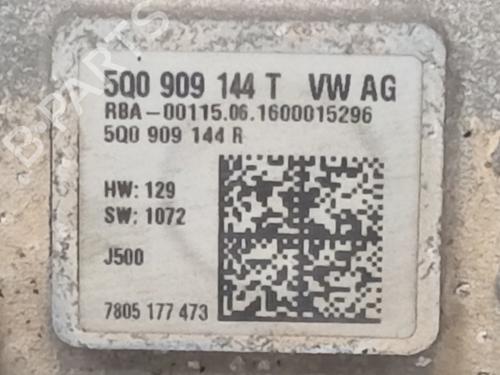 5Q0 909 144 T VW AG
RBA-00115.06.1600015296
5Q0 909 144 R
HW: 129
SW: 1072
J500
7805 177 473
B-Parts